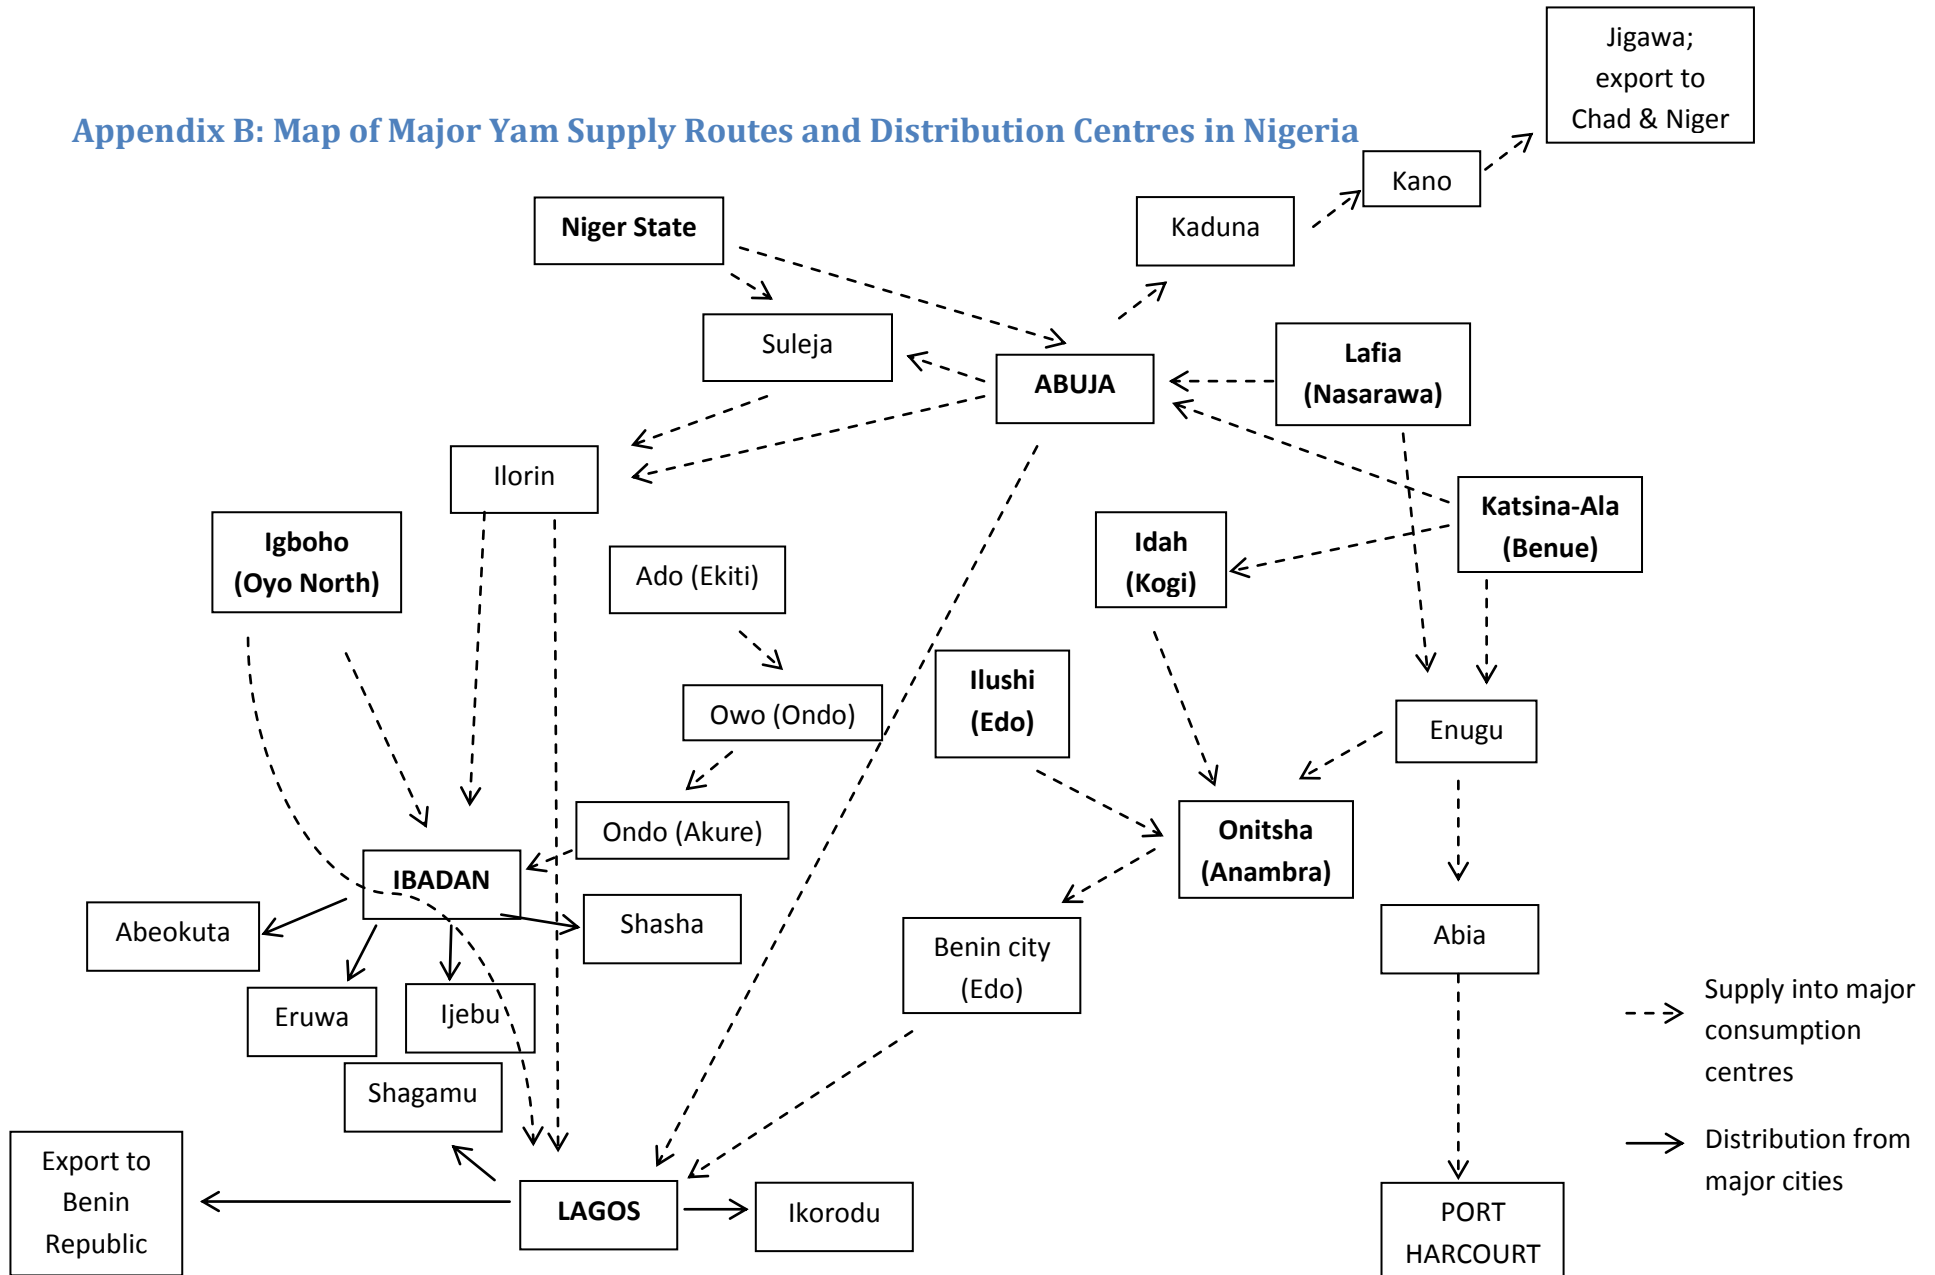 Jigawa;
export to
Chad & Niger
Appendix B: Map of Major Yam Supply Routes and Distribution Centres in Nigeria
Kano
Niger State
Kaduna
Suleja
ABUJA
Lafia
(Nasarawa)
Ilorin
Igboho
(Oyo North)
Ado (Ekiti)
Idah
(Kogi)
Katsina-Ala
(Benue)
Owo (Ondo)
Ilushi
(Edo)
Enugu
Ondo (Akure)
Onitsha
(Anambra)
IBADAN
Abeokuta
Shasha
Benin city
(Edo)
Abia
Eruwa
Ijebu
Shagamu
Supply into major
consumption
centres
Distribution from
major cities
Export to
Benin
Republic
LAGOS
Ikorodu
PORT
HARCOURT